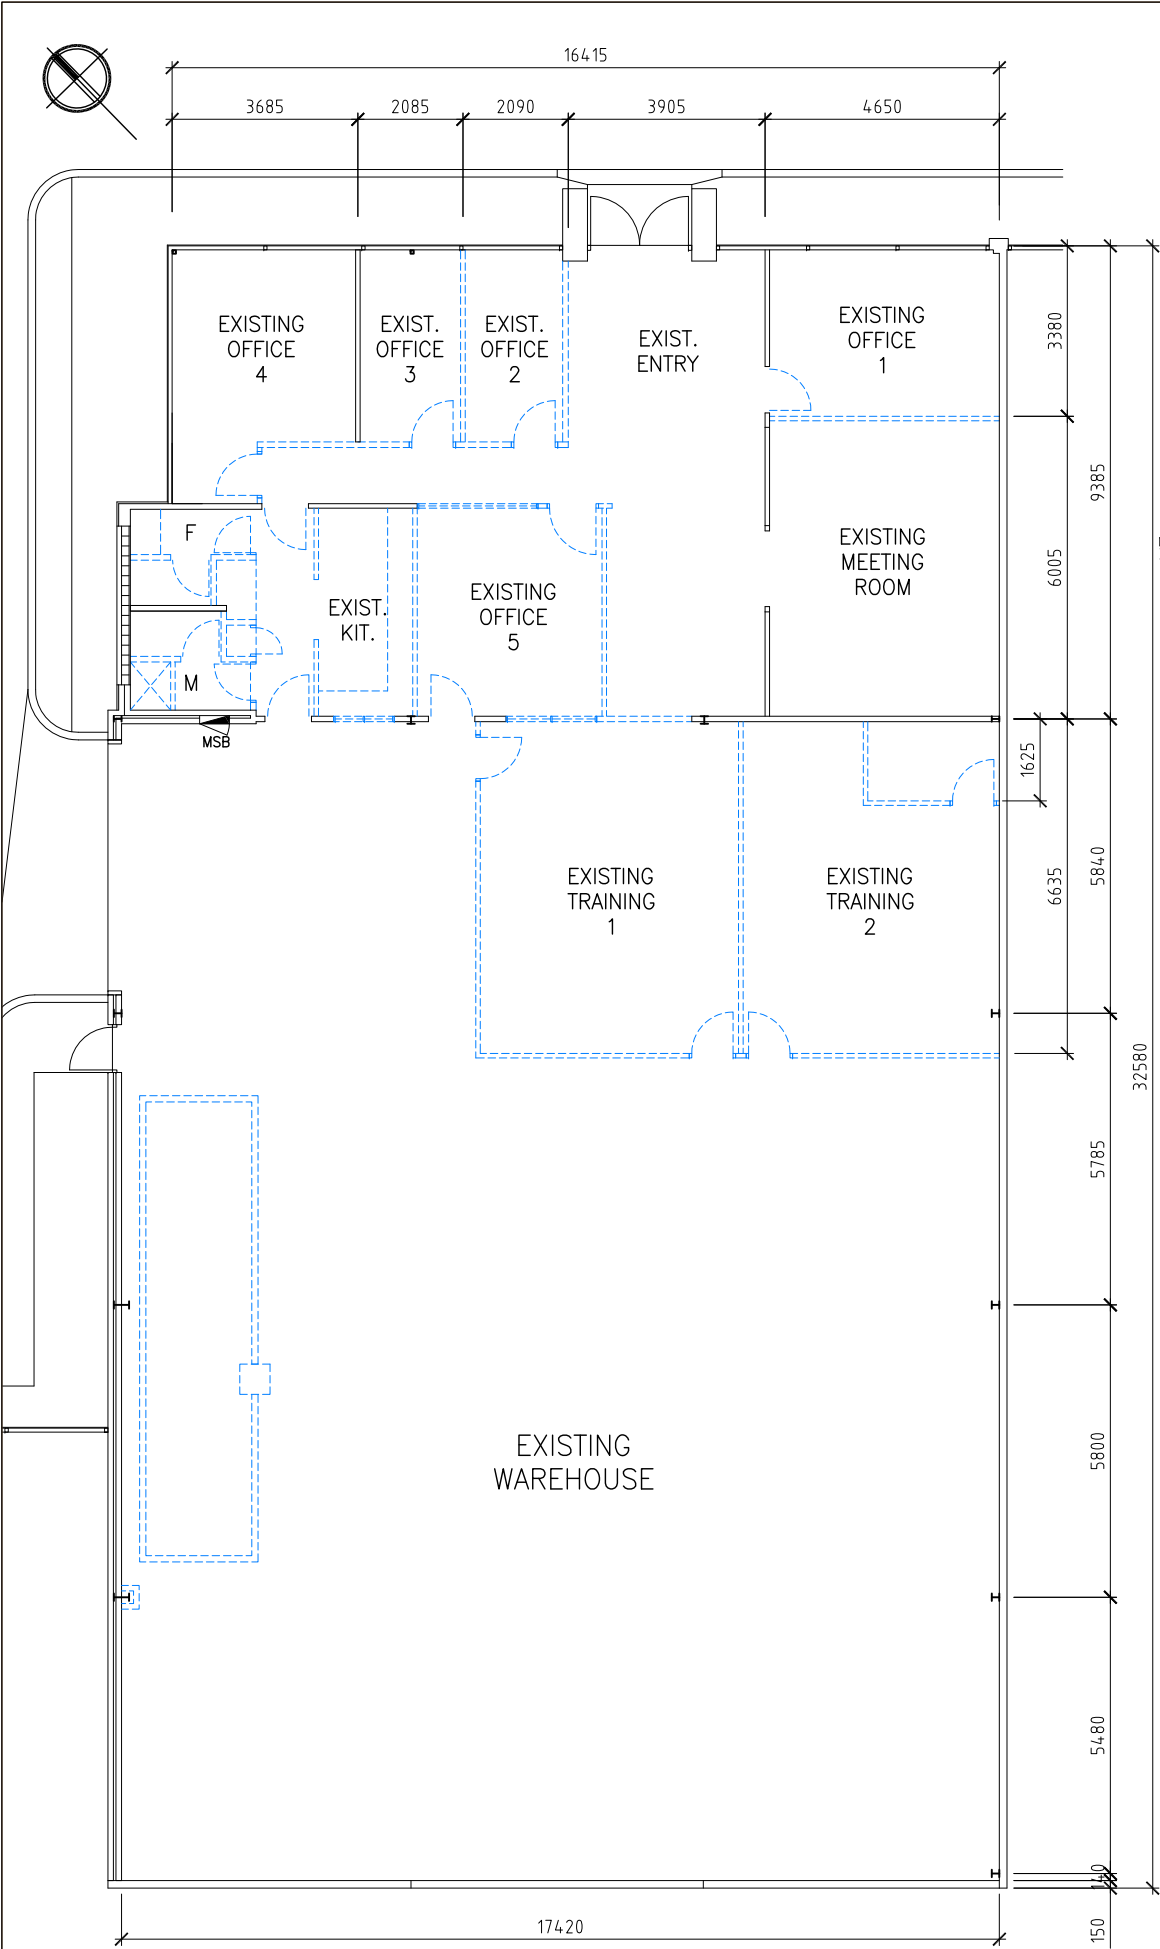 16415
3685
2085
2090
3905
4650
EXISTING
OFFICE
4
EXIST.
OFFICE
3
EXIST.
OFFICE
2
EXIST.
ENTRY
EXISTING
OFFICE
1
3380
9385
F
EXIST.
KIT.
EXISTING
OFFICE
5
EXISTING
MEETING
ROOM
6005
M
MSB
1625
EXISTING
TRAINING
1
EXISTING
TRAINING
2
6635
5840
32580
5785
EXISTING
WAREHOUSE
5800
5480
140
150
17420